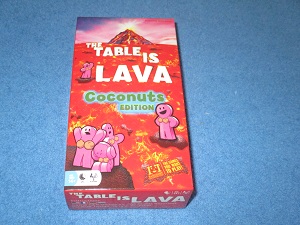 THE
TABLE IS
LAVA
Coconuts
EDITION
THE TABLE IS LAVA